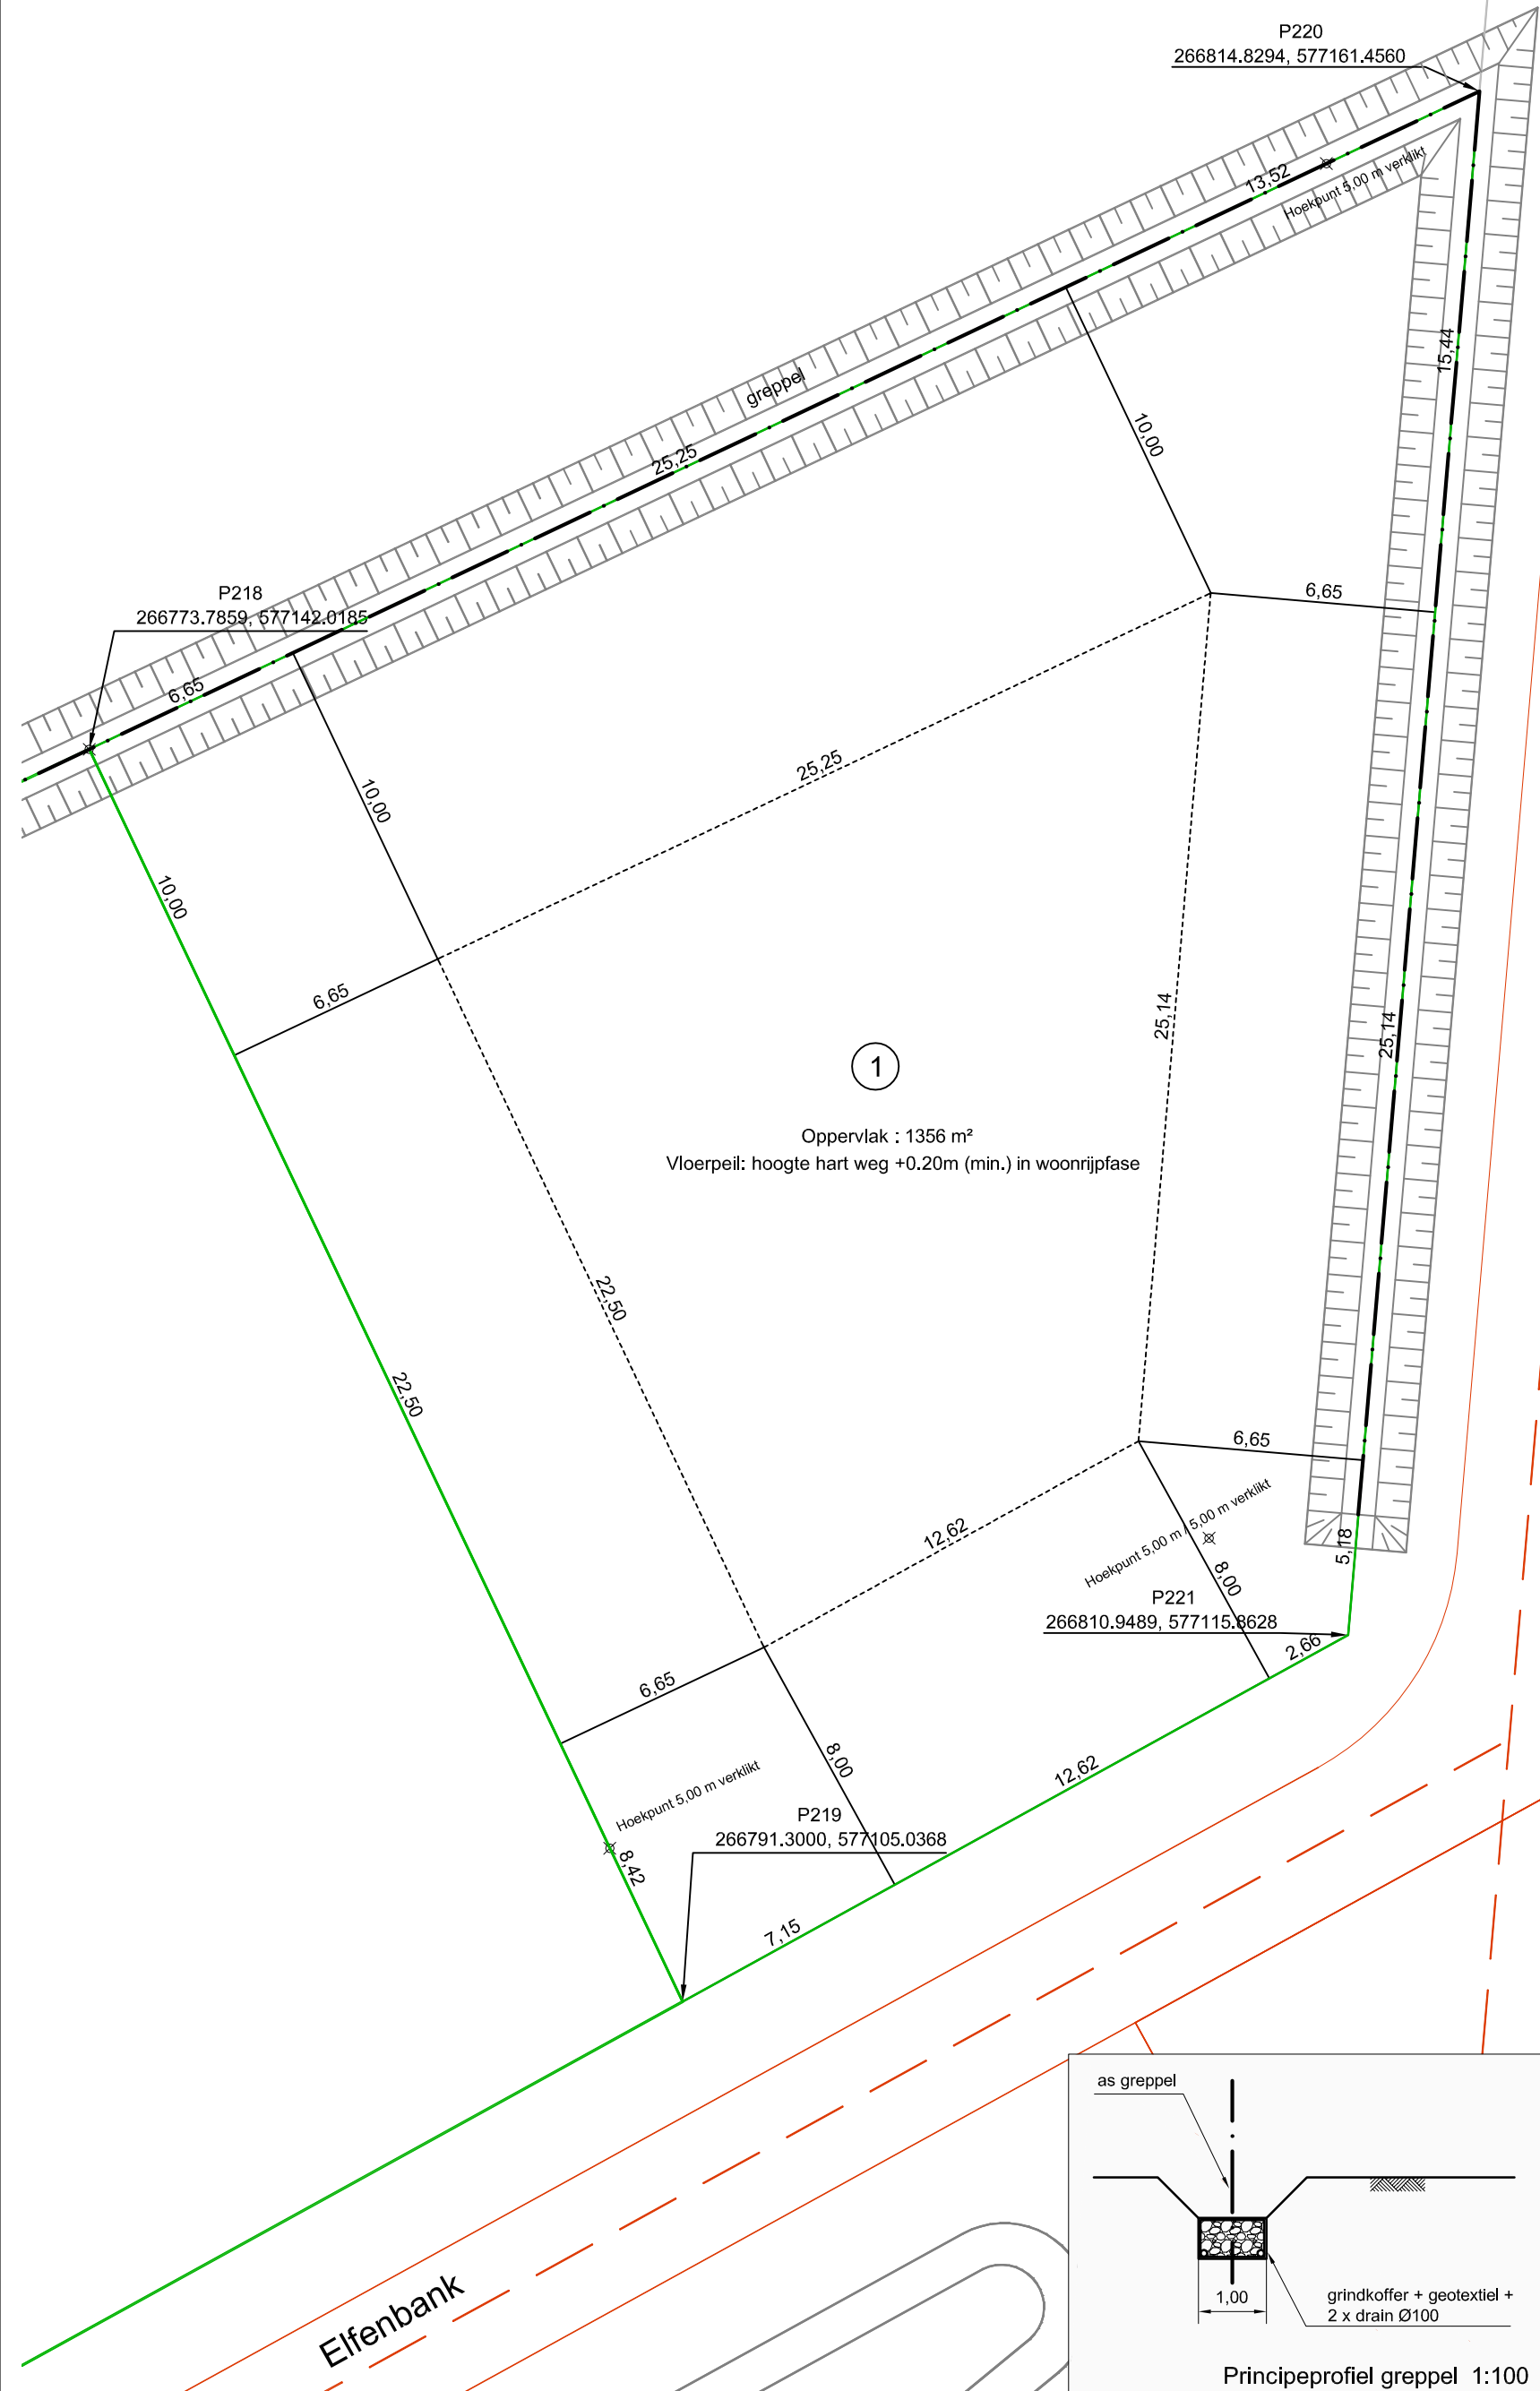 P220
266814.8294, 577161.4560
13,52
Hoekpunt 5,00 m verklikt
15,44
greppel
25,25
10,00
P218
266773.7859, 577142.0185
6,65
6,65
10,00
25,25
10,00
6,65
25,14
25,14
1
Oppervlak : 1356 m²
Vloerpeil: hoogte hart weg +0.20m (min.) in woonrijpfase
22,50
22,50
6,65
12,62
Hoekpunt 5,00 m / 5,00 m verklikt
5,18
8,00
P221
266810.9489, 577115.8628
2,66
6,65
8,00
12,62
Hoekpunt 5,00 m verklikt
P219
266791.3000, 577105.0368
8,42
7,15
Elfenbank
as greppel
1,00
grindkoffer + geotextiel +
2 x drain Ø100
Principeprofiel greppel 1:100